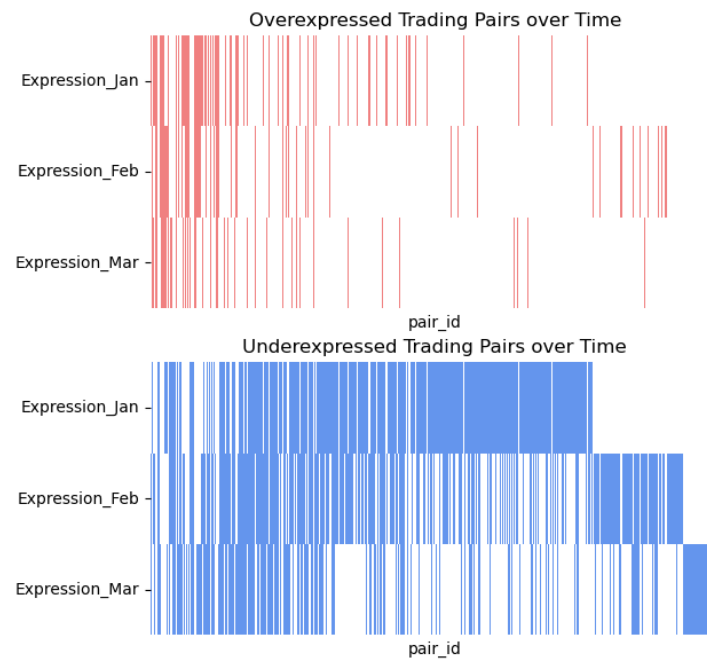 Overexpressed Trading Pairs over Time
Expression_Jan
Expression_Feb
Expression_Mar
pair_id
Underexpressed Trading Pairs over Time
Expression_Jan
Expression_Feb
Expression_Mar
pair_id